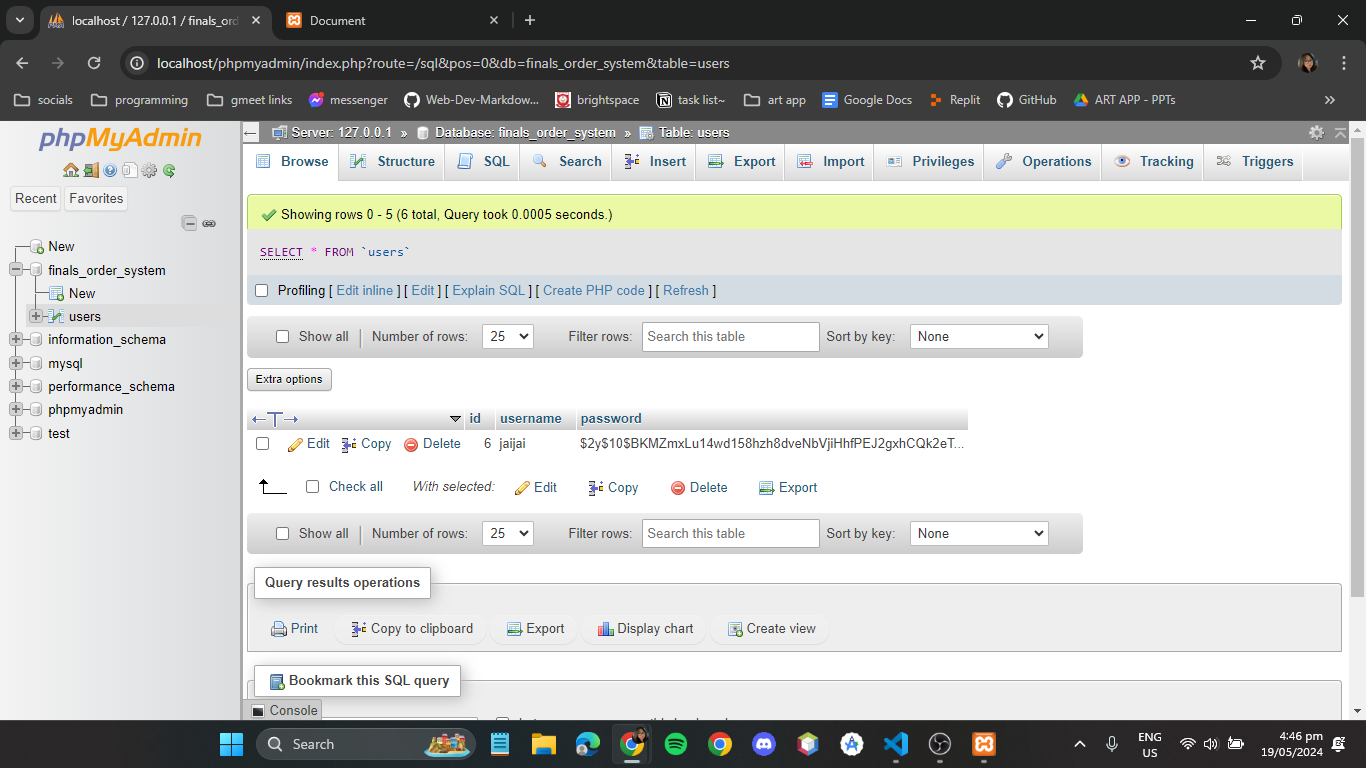 localhost / 127.0.0.1 / finals_ord
Document
localhost/phpmyadmin/index.php?route=/sql&pos=0&db=finals_order_system&table=users
socials programming gmeet links messenger Web-Dev-Markdow... brightspace task list~ art app Google Docs Replit GitHub ART APP - PPTs »
phpMyAdmin
Recent Favorites
New
finals_order_system
New
users
information_schema
mysql
performance_schema
phpmyadmin
test
Server: 127.0.0.1 » Database: finals_order_system » Table: users
Browse Structure SQL Search Insert Export Import Privileges Operations Tracking Triggers
Showing rows 0 - 5 (6 total, Query took 0.0005 seconds.)
SELECT * FROM `users`
Profiling [ Edit inline ] [ Edit ] [ Explain SQL ] [ Create PHP code ] [ Refresh ]
Show all Number of rows: 25 Filter rows: Search this table Sort by key: None
Extra options
id username password
Edit Copy Delete 6 jaijai $2y$10$BKMZmxLu14wd158hzh8dveNbVjiHhfPEJ2gxhCQk2eT...
Check all With selected: Edit Copy Delete Export
Show all Number of rows: 25 Filter rows: Search this table Sort by key: None
Query results operations
Print Copy to clipboard Export Display chart Create view
Bookmark this SQL query
Console
Search
ENG
US
4:46 pm
19/05/2024